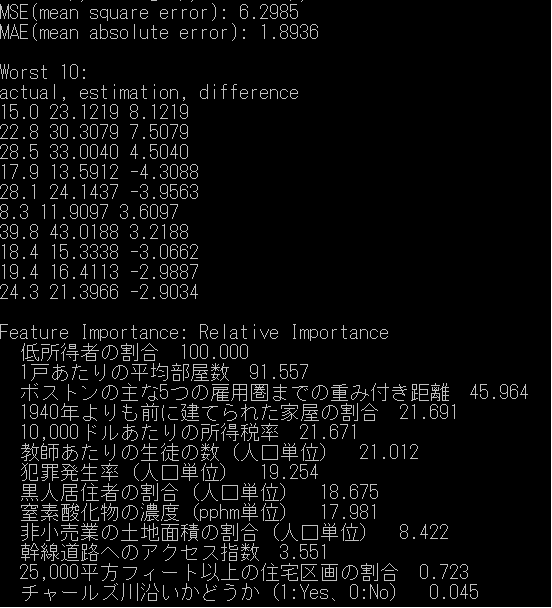 MSE(mean square error): 6.2985
MAE(mean absolute error): 1.8936
Worst 10:
actual, estimation, difference
15.0 23.1219 8.1219
22.8 30.3079 7.5079
28.5 33.0040 4.5040
17.9 13.5912 -4.3088
28.1 24.1437 -3.9563
8.3 11.9097 3.6097
39.8 43.0188 3.2188
18.4 15.3338 -3.0662
19.4 16.4113 -2.9887
24.3 21.3966 -2.9034
Feature Importance: Relative Importance
低所得者の割合 100.000
1戸あたりの平均部屋数 91.557
ボストンの主な5つの雇用圏までの重み付き距離 45.964
1940年よりも前に建てられた家屋の割合 21.691
10,000ドルあたりの所得税率 21.671
教師あたりの生徒の数(人口単位) 21.012
犯罪発生率(人口単位) 19.254
黒人居住者の割合(人口単位) 18.675
窒素酸化物の濃度(pphm単位) 17.981
非小売業の土地面積の割合(人口単位) 8.422
幹線道路へのアクセス指数 3.551
25,000平方フィート以上の住宅区画の割合 0.723
チャールズ川沿いかどうか(1:Yes、0:No) 0.045